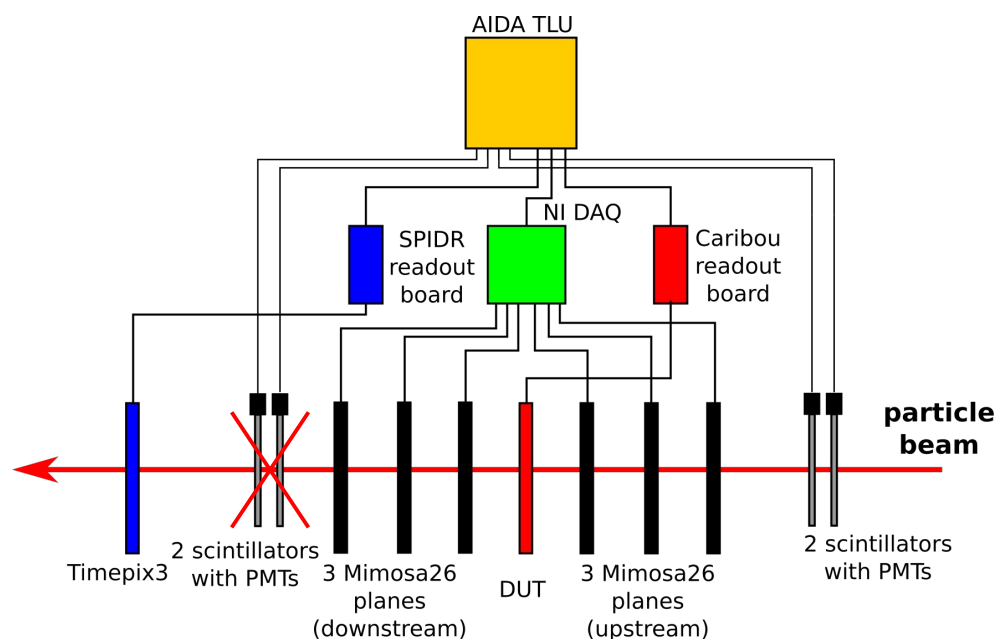 AIDA TLU
NI DAQ
SPIDR
readout
board
Caribou
readout
board
particle
beam
Timepix3
2 scintillators
with PMTs
3 Mimosa26
planes
(downstream)
DUT
3 Mimosa26
planes
(upstream)
2 scintillators
with PMTs